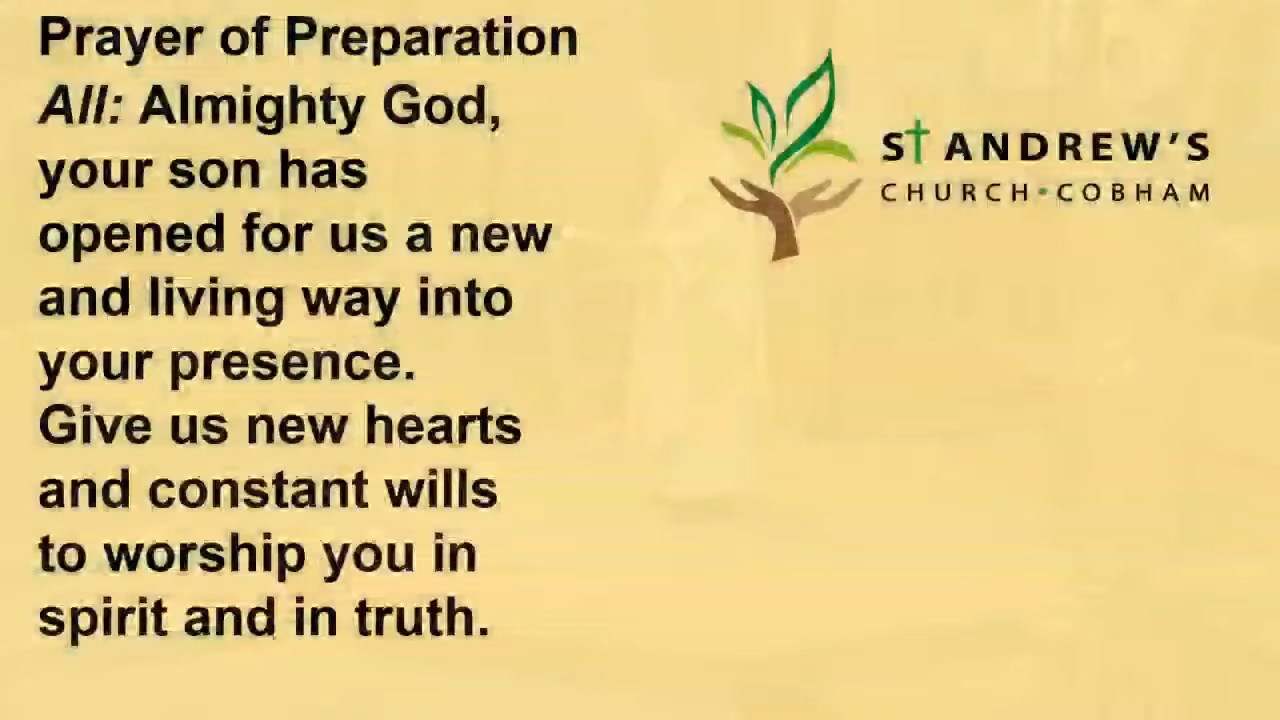 Prayer of Preparation
All: Almighty God,
your son has
opened for us a new
and living way into
your presence.
Give us new hearts
and constant wills
to worship you in
spirit and in truth.
St ANDREW'S
CHURCH•COBHAM